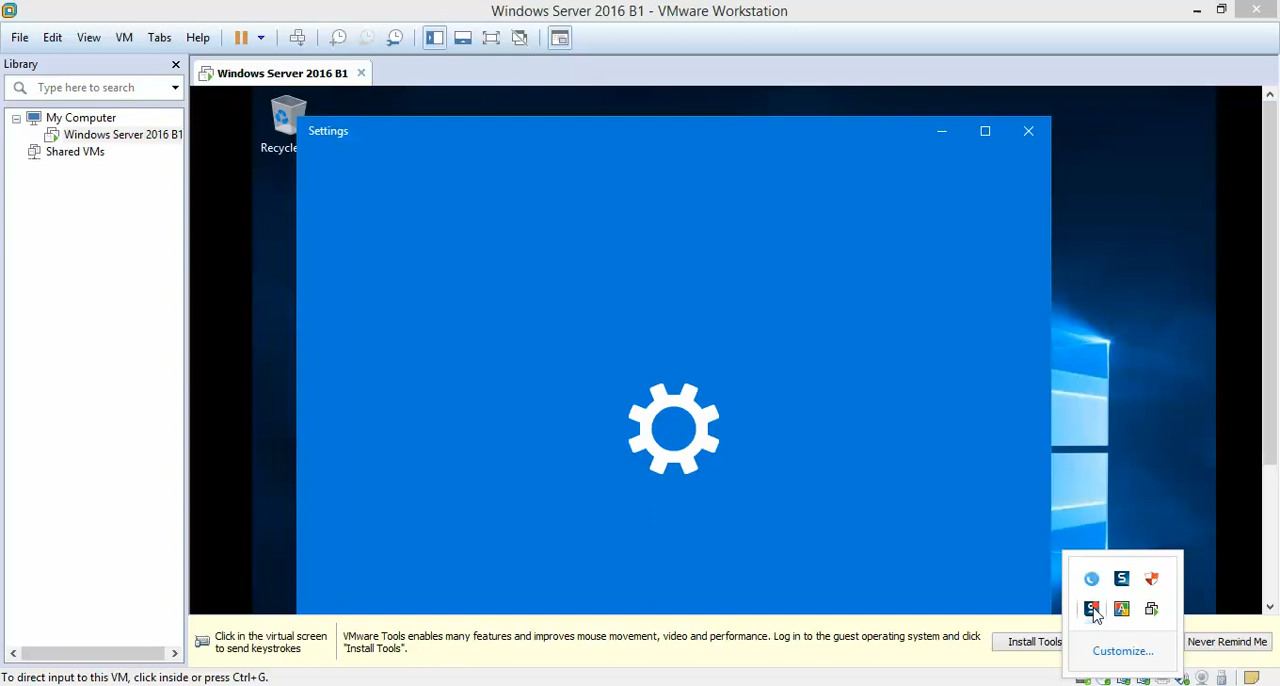 Windows Server 2016 B1 - VMware Workstation
File Edit View VM Tabs Help
Library
Type here to search
My Computer
Windows Server 2016 B1
Shared VMs
Windows Server 2016 B1
Recycle
Settings
Click in the virtual screen
to send keystrokes
VMware Tools enables many features and improves mouse movement, video and performance. Log in to the guest operating system and click
"Install Tools".
Install Tools
Never Remind Me
Customize...
To direct input to this VM, click inside or press Ctrl+G.